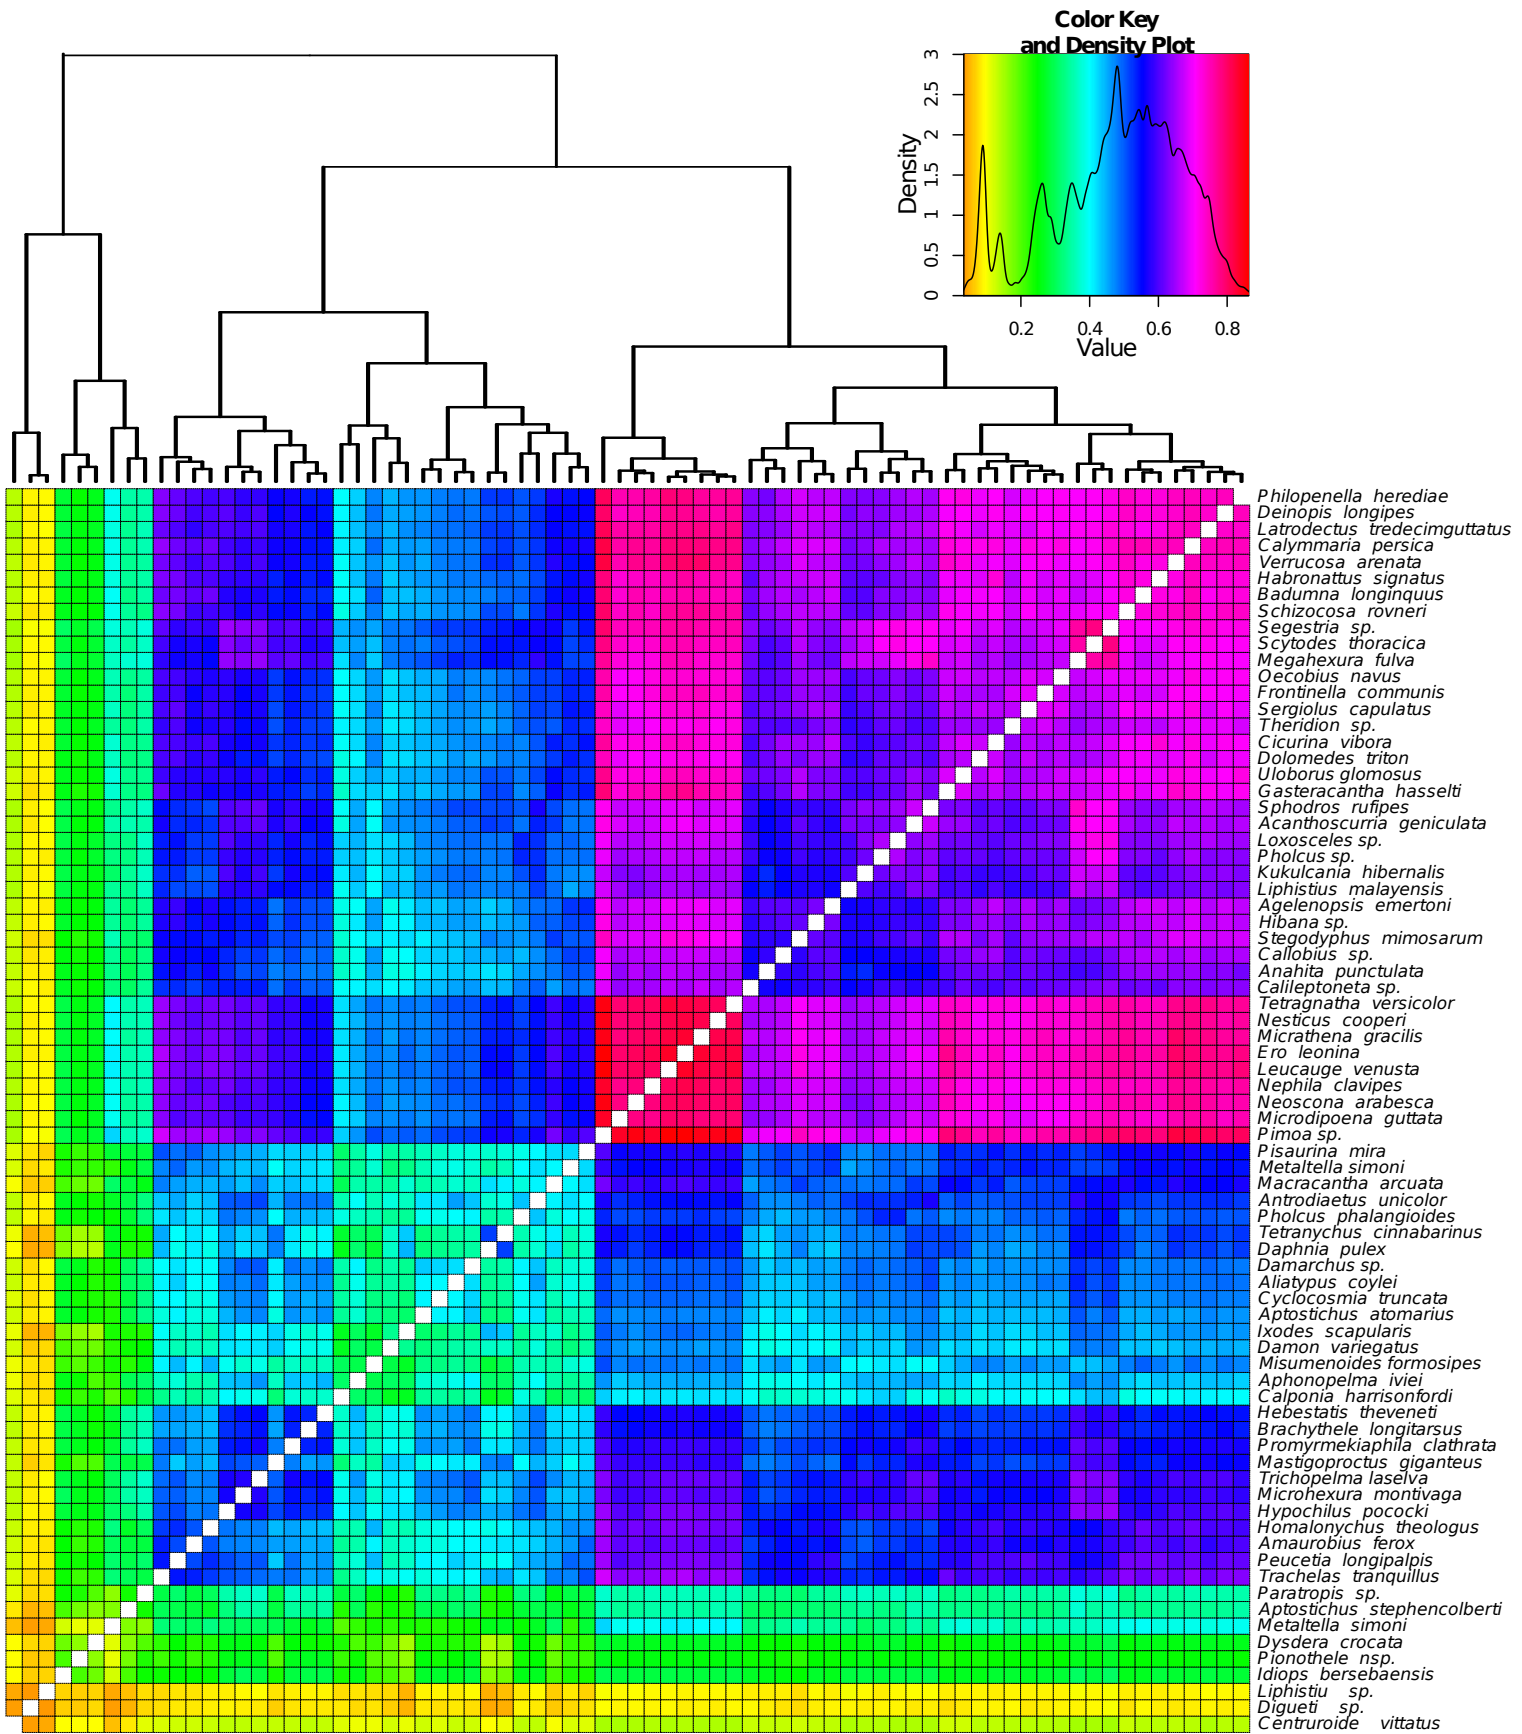 Color Key
and Density Plot
3
2.5
2
1.5
1
0.5
0
Density
0.2 0.4 0.6 0.8
Value
Philopenella herediae
Deinopis longipes
Latrodectus tredecimguttatus
Calymmaria persica
Verrucosa arenata
Habronattus signatus
Badumna longinquus
Schizocosa rovneri
Segestria sp.
Scytodes thoracica
Megahexura fulva
Oecobius navus
Frontinella communis
Sergiolus capulatus
Theridion sp.
Cicurina vibora
Dolomedes triton
Uloborus glomosus
Gasteracantha hasselti
Sphodros rufipes
Acanthoscurria geniculata
Loxosceles sp.
Pholcus sp.
Kukulcania hibernalis
Liphistius malayensis
Agelenopsis emertoni
Hibana sp.
Stegodyphus mimosarum
Callobius sp.
Anahita punctulata
Calileptoneta sp.
Tetragnatha versicolor
Nesticus cooperi
Micrathena gracilis
Ero leonina
Leucauge venusta
Nephila clavipes
Neoscona arabesca
Microdipoena guttata
Pimoa sp.
Pisaurina mira
Metaltella simoni
Macracantha arcuata
Antrodiaetus unicolor
Pholcus phalangioides
Tetranychus cinnabarinus
Daphnia pulex
Damarchus sp.
Aliatypus coylei
Cyclocosmia truncata
Aptostichus atomarius
Ixodes scapularis
Damon variegatus
Misumenoides formosipes
Aphonopelma iviei
Calponia harrisonfordi
Hebestatis theveneti
Brachythele longitarsus
Promyrmekiaphila clathrata
Mastigoproctus giganteus
Trichopelma laselva
Microhexura montivaga
Hypochilus pococki
Homalonychus theologus
Amaurobius ferox
Peucetia longipalpis
Trachelas tranquillus
Paratropis sp.
Aptostichus stephencolberti
Metaltella simoni
Dysdera crocata
Pionothele nsp.
Idiops bersebaensis
Liphistiu sp.
Digueti sp.
Centruroide vittatus